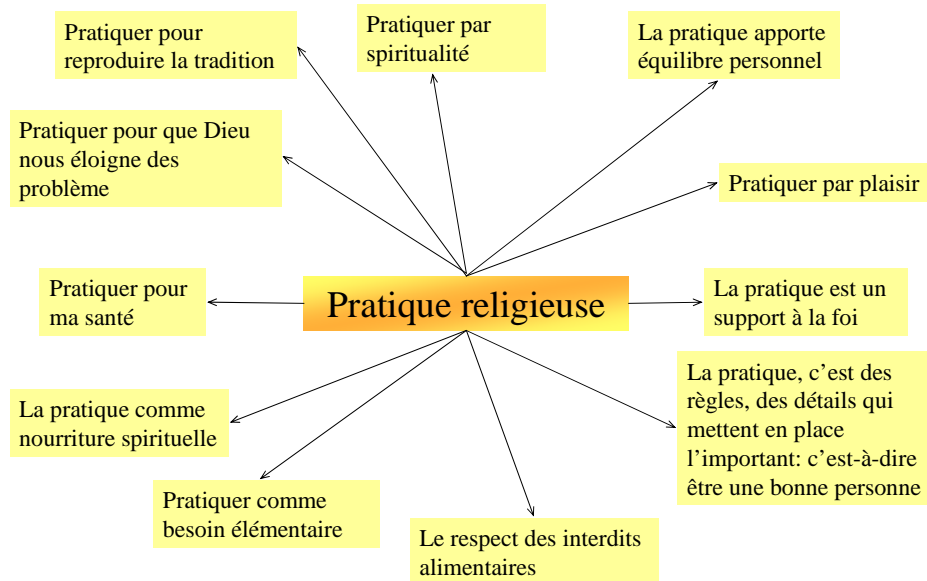 Pratiquer pour
reproduire la tradition
Pratiquer par
spiritualité
La pratique apporte
équilibre personnel
Pratiquer pour que Dieu
nous éloigne des
problème
Pratiquer par plaisir
Pratiquer pour
ma santé
Pratique religieuse
La pratique est un
support à la foi
La pratique comme
nourriture spirituelle
La pratique, c’est des
règles, des détails qui
mettent en place
l’important: c’est-à-dire
être une bonne personne
Pratiquer comme
besoin élémentaire
Le respect des interdits
alimentaires